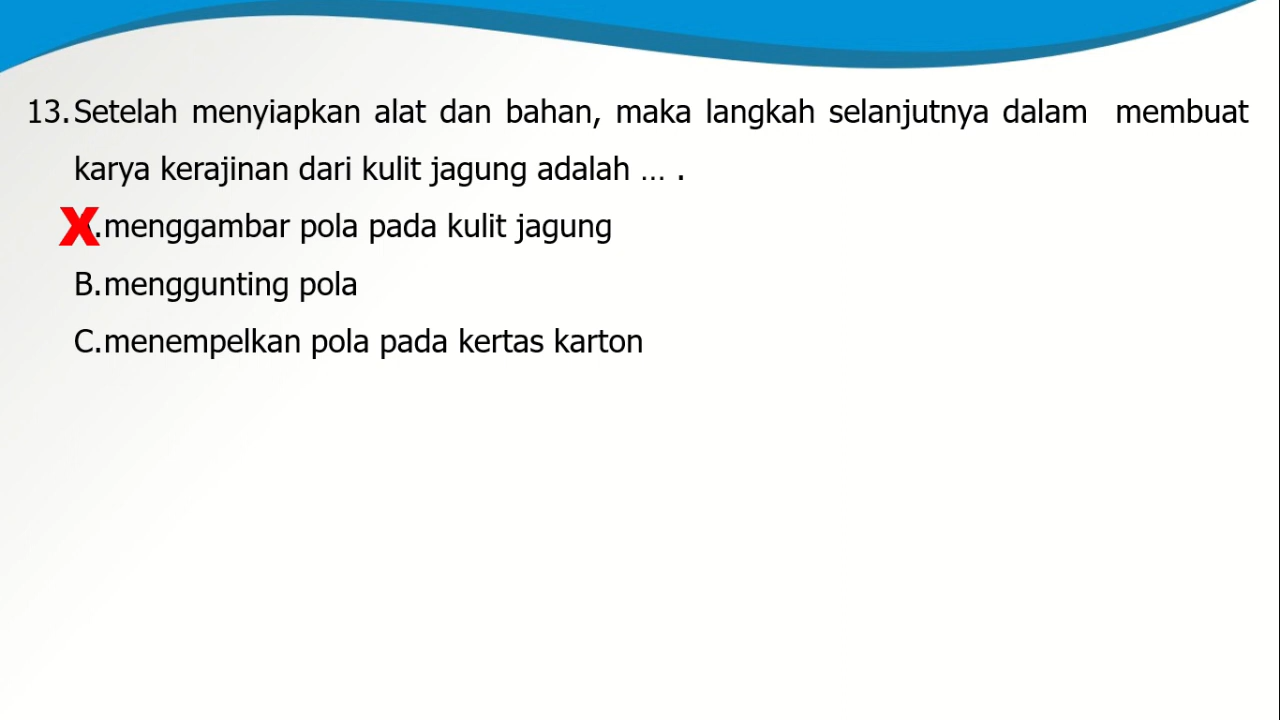 13. Setelah menyiapkan alat dan bahan, maka langkah selanjutnya dalam membuat
karya kerajinan dari kulit jagung adalah ... .
X.menggambar pola pada kulit jagung
B.menggunting pola
C.menempelkan pola pada kertas karton